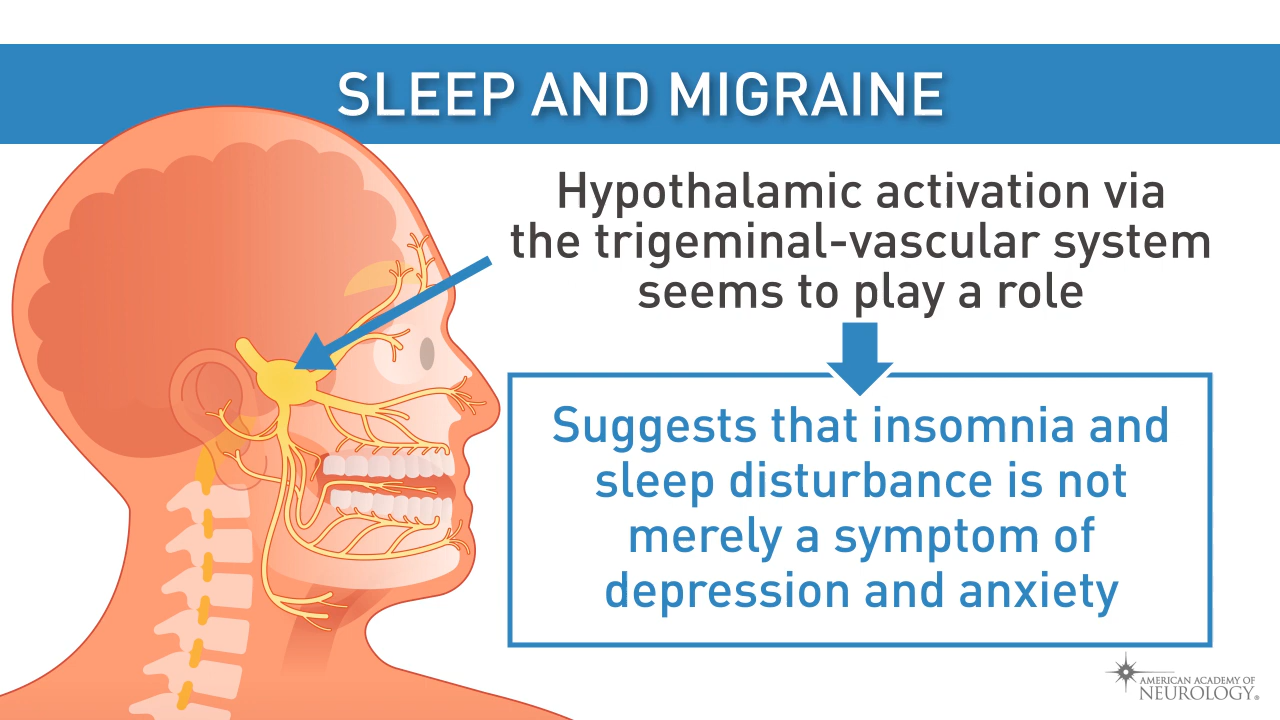 SLEEP AND MIGRAINE
Hypothalamic activation via
the trigeminal-vascular system
seems to play a role
Suggests that insomnia and
sleep disturbance is not
merely a symptom of
depression and anxiety
AMERICAN ACADEMY OF
NEUROLOGY®